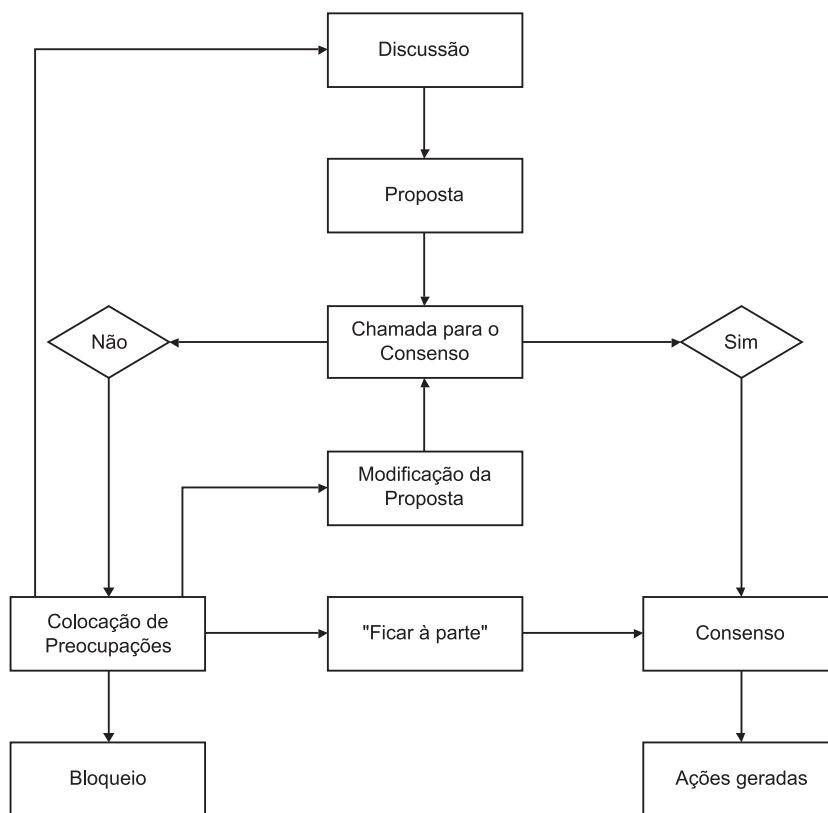 Discussão
Proposta
Não
Chamada para o
Consenso
Sim
Modificação da
Proposta
Colocação de
Preocupações
"Ficar à parte"
Consenso
Bloqueio
Ações geradas